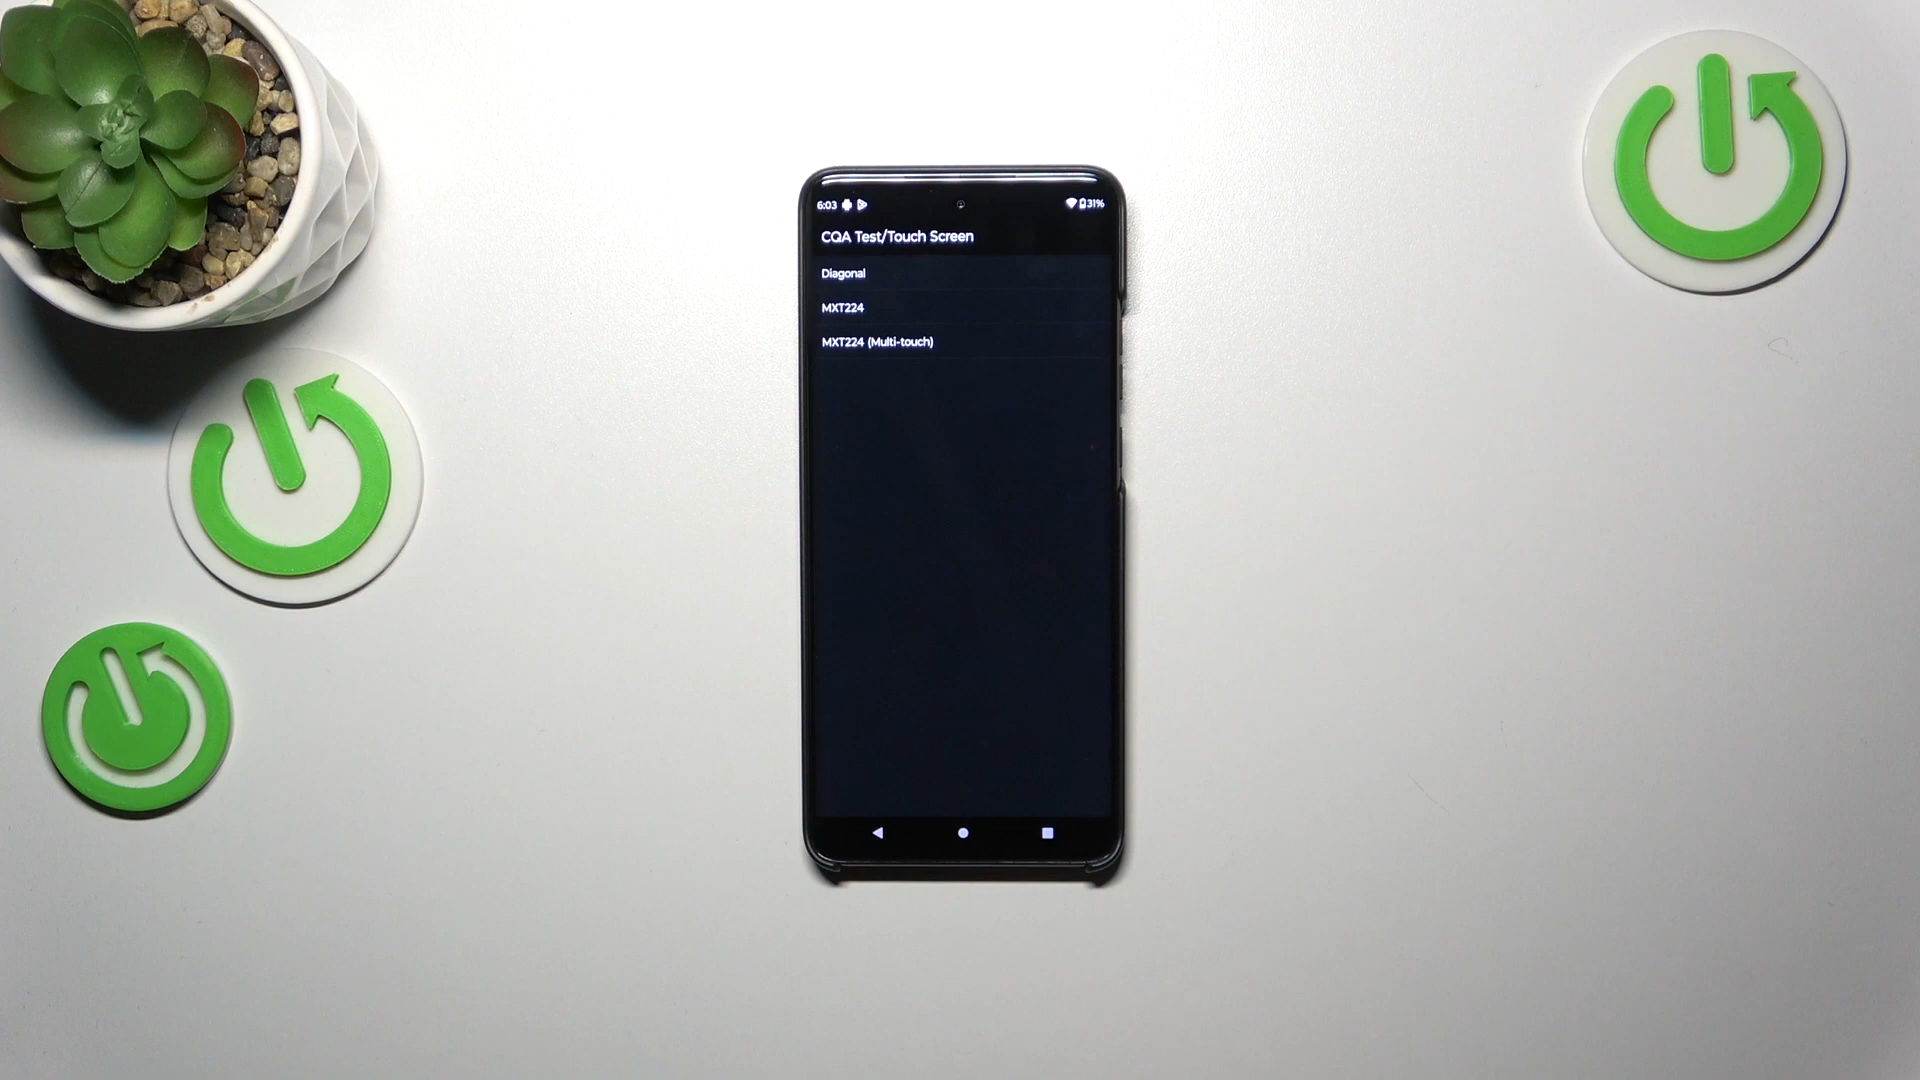 6:03 31%
CQA Test/Touch Screen
Diagonal
MXT224
MXT224 (Multi-touch)